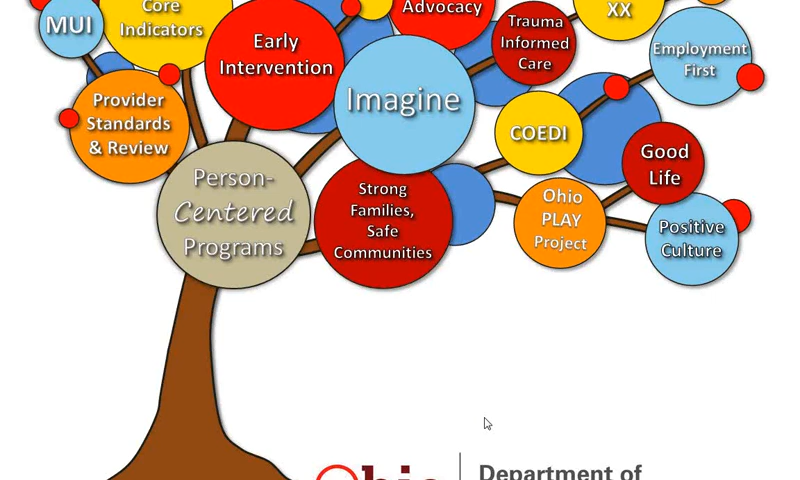 MUI
Core
Indicators
Early
Intervention
Advocacy
Trauma
Informed
Care
XX
Employment
First
Provider
Standards
& Review
Imagine
COEDI
Good
Life
Person-
Centered
Programs
Strong
Families,
Safe
Communities
Ohio
PLAY
Project
Positive
Culture
Ohio
Department of